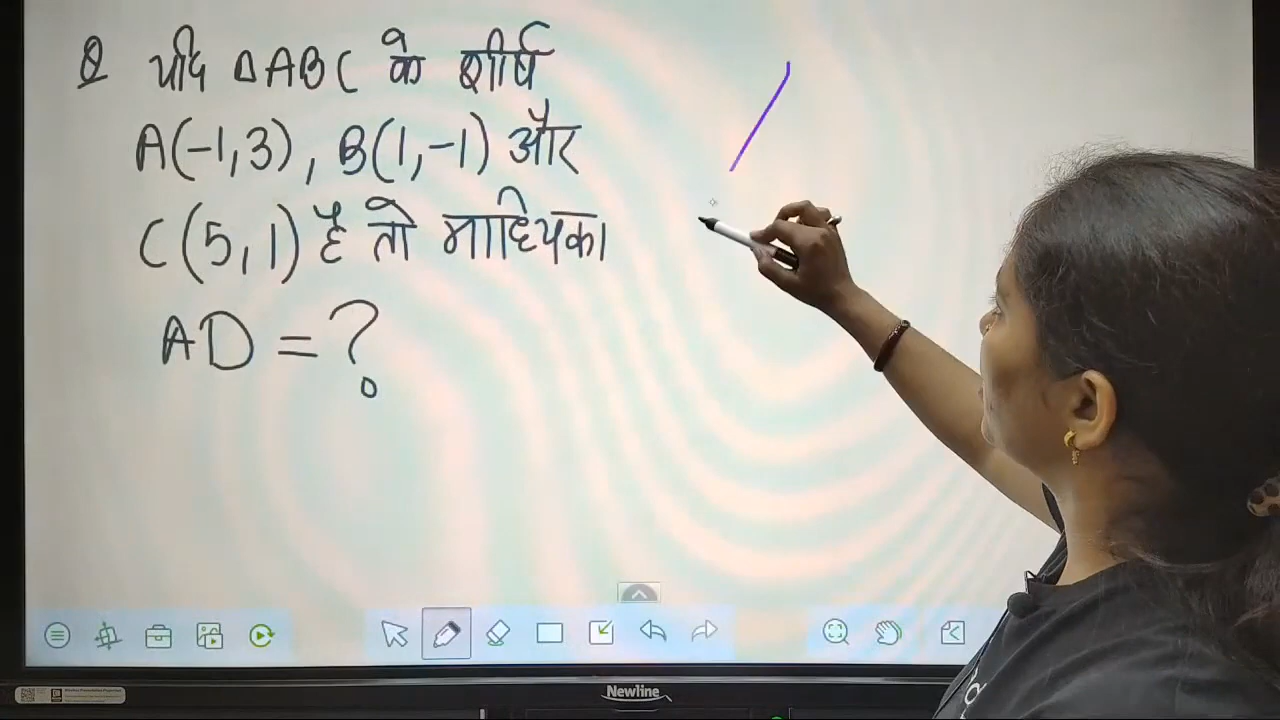 Q यदि ΔABC के शीर्ष
A(-1,3), B(1,-1) और
C(5,1) है तो माध्यिका
AD = ?
Newline